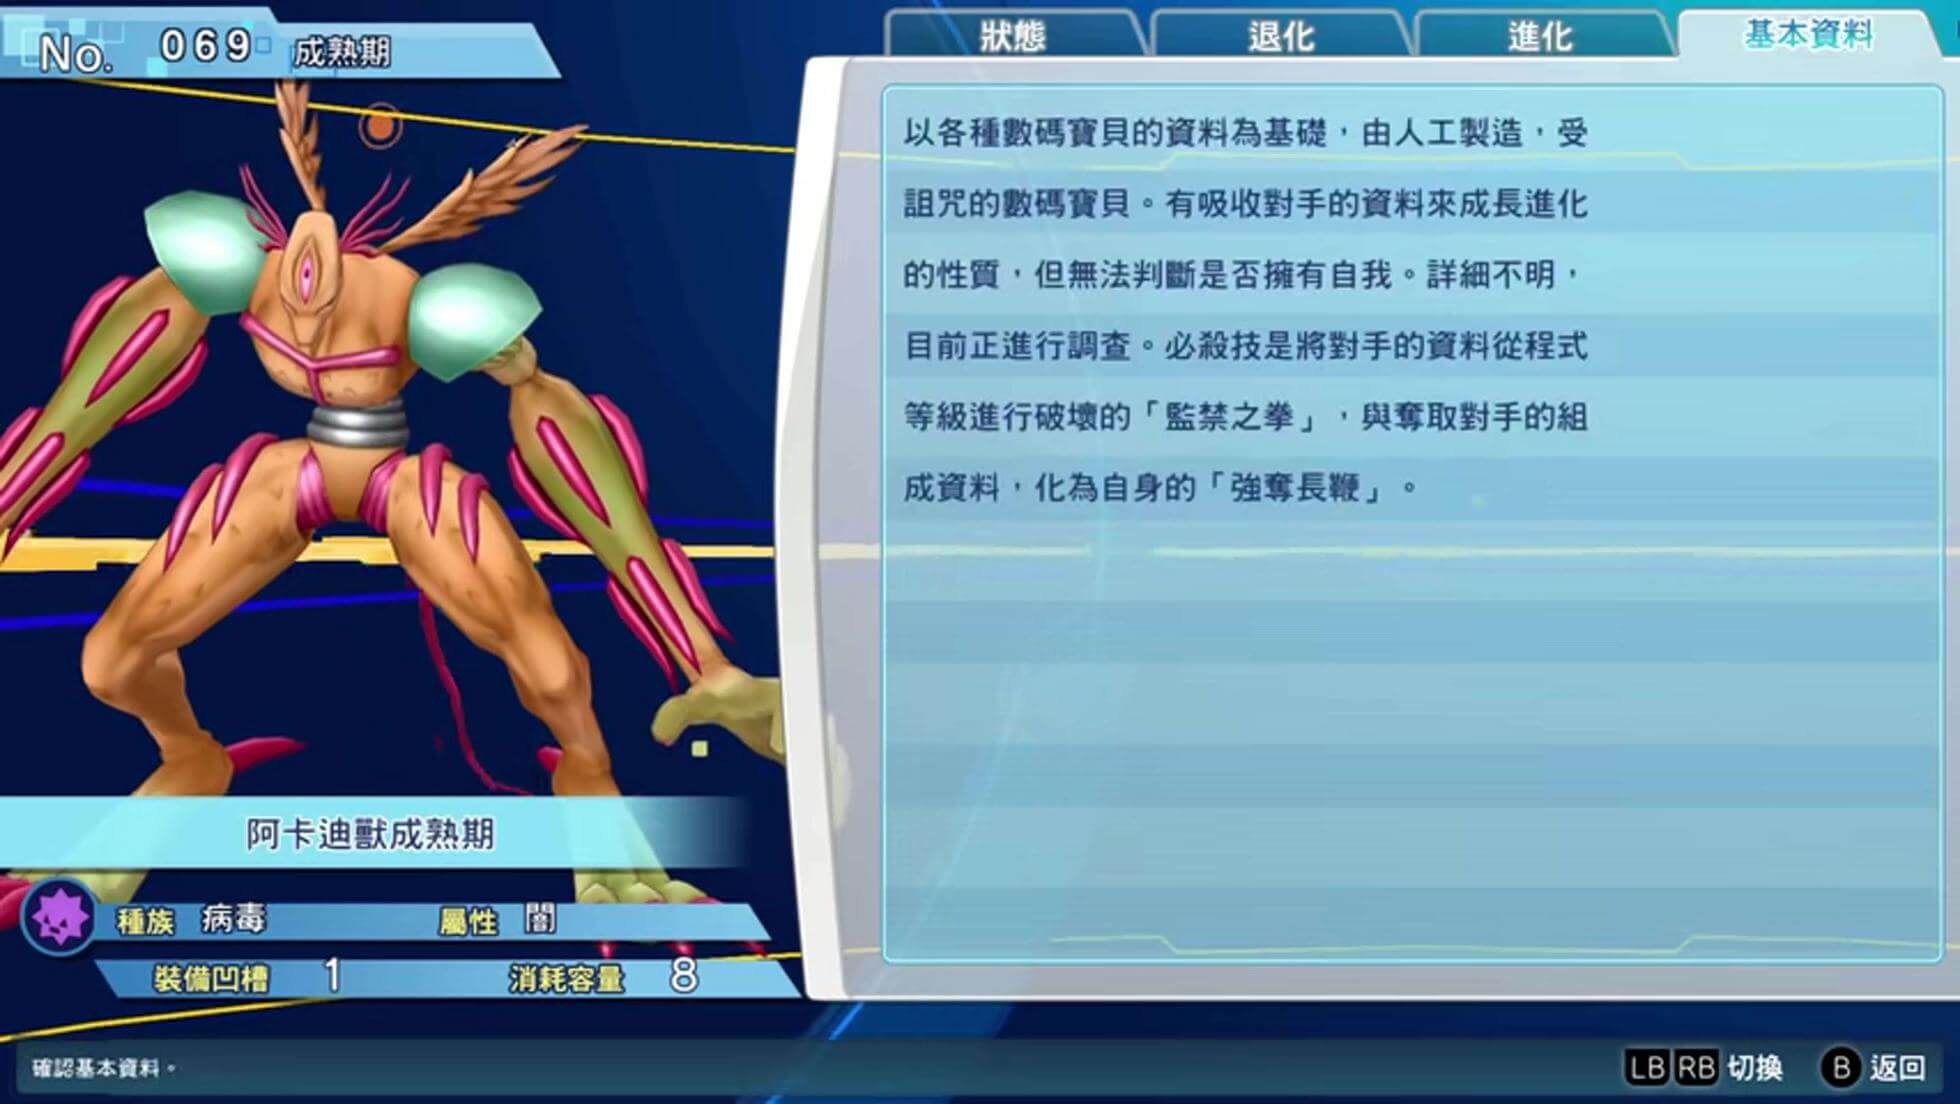 No. 069 成熟期
狀態
退化
進化
基本資料
以各種數碼寶貝的資料為基礎，由人工製造，受
詛咒的數碼寶貝。有吸收對手的資料來成長進化
的性質，但無法判斷是否擁有自我。詳細不明，
目前正進行調查。必殺技是將對手的資料從程式
等級進行破壞的「監禁之拳」，與奪取對手的組
成資料，化為自身的「強奪長鞭」。
阿卡迪獸成熟期
種族 病毒 屬性 闇
裝備凹槽 1 消耗容量 8
確認基本資料。
LB RB 切換 B 返回